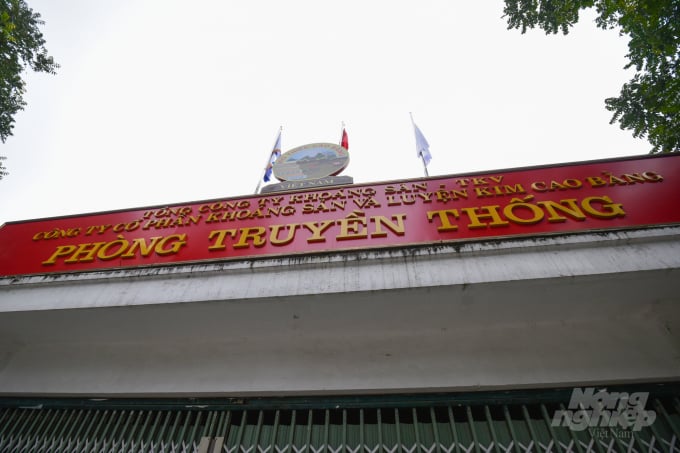 VIỆT NAM
TỔNG CÔNG TY KHOÁNG SẢN - TKV
CÔNG TY CỔ PHẦN KHOÁNG SẢN VÀ LUYỆN KIM CAO BẰNG
PHÒNG TRUYỀN THỐNG
Nông nghiệp
Việt Nam